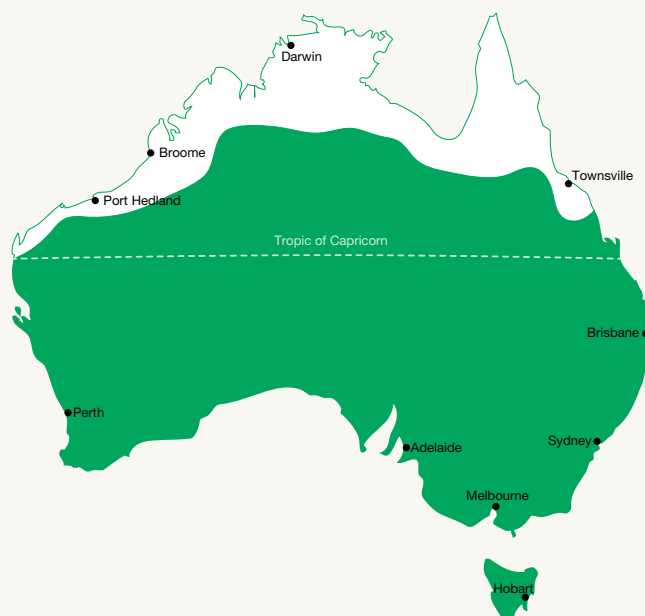 Darwin
Broome
Townsville
Port Hedland
Tropic of Capricorn
Brisbane
Perth
Sydney
Adelaide
Melbourne
Hobart